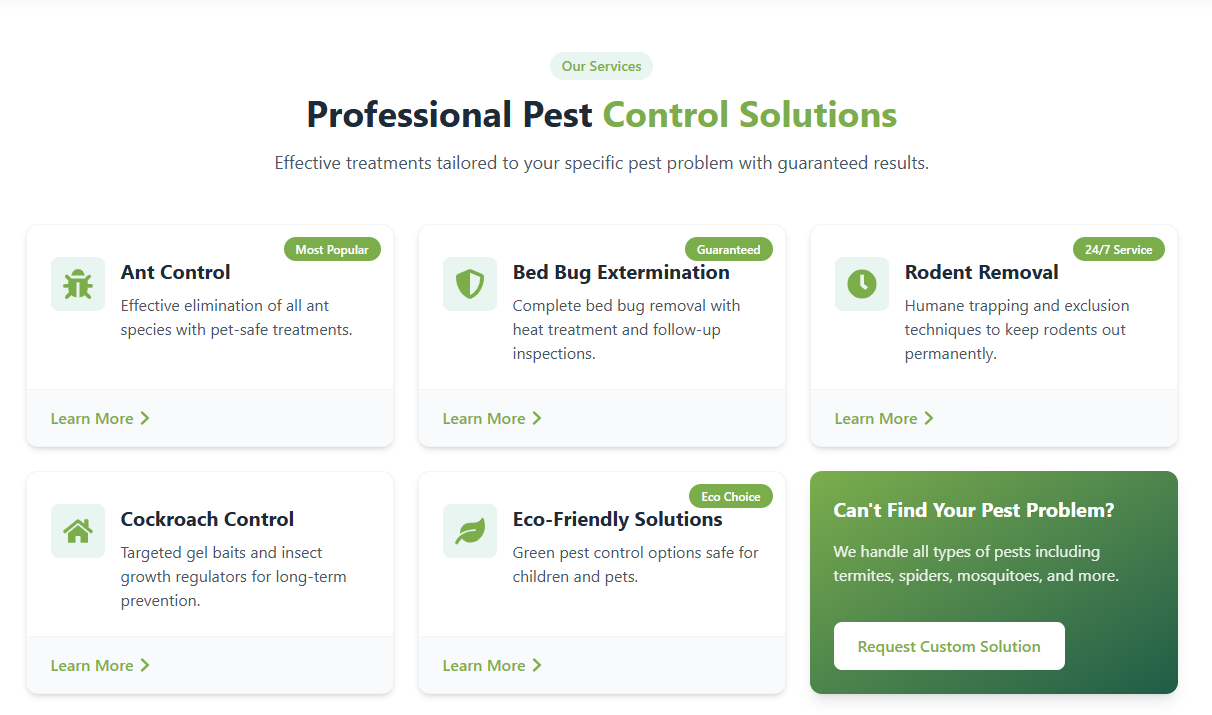 Our Services
Professional Pest Control Solutions
Effective treatments tailored to your specific pest problem with guaranteed results.
Most Popular
Ant Control
Effective elimination of all ant
species with pet-safe treatments.
Learn More
Guaranteed
Bed Bug Extermination
Complete bed bug removal with
heat treatment and follow-up
inspections.
Learn More
24/7 Service
Rodent Removal
Humane trapping and exclusion
techniques to keep rodents out
permanently.
Learn More
Cockroach Control
Targeted gel baits and insect
growth regulators for long-term
prevention.
Learn More
Eco Choice
Eco-Friendly Solutions
Green pest control options safe for
children and pets.
Learn More
Can't Find Your Pest Problem?
We handle all types of pests including
termites, spiders, mosquitoes, and more.
Request Custom Solution